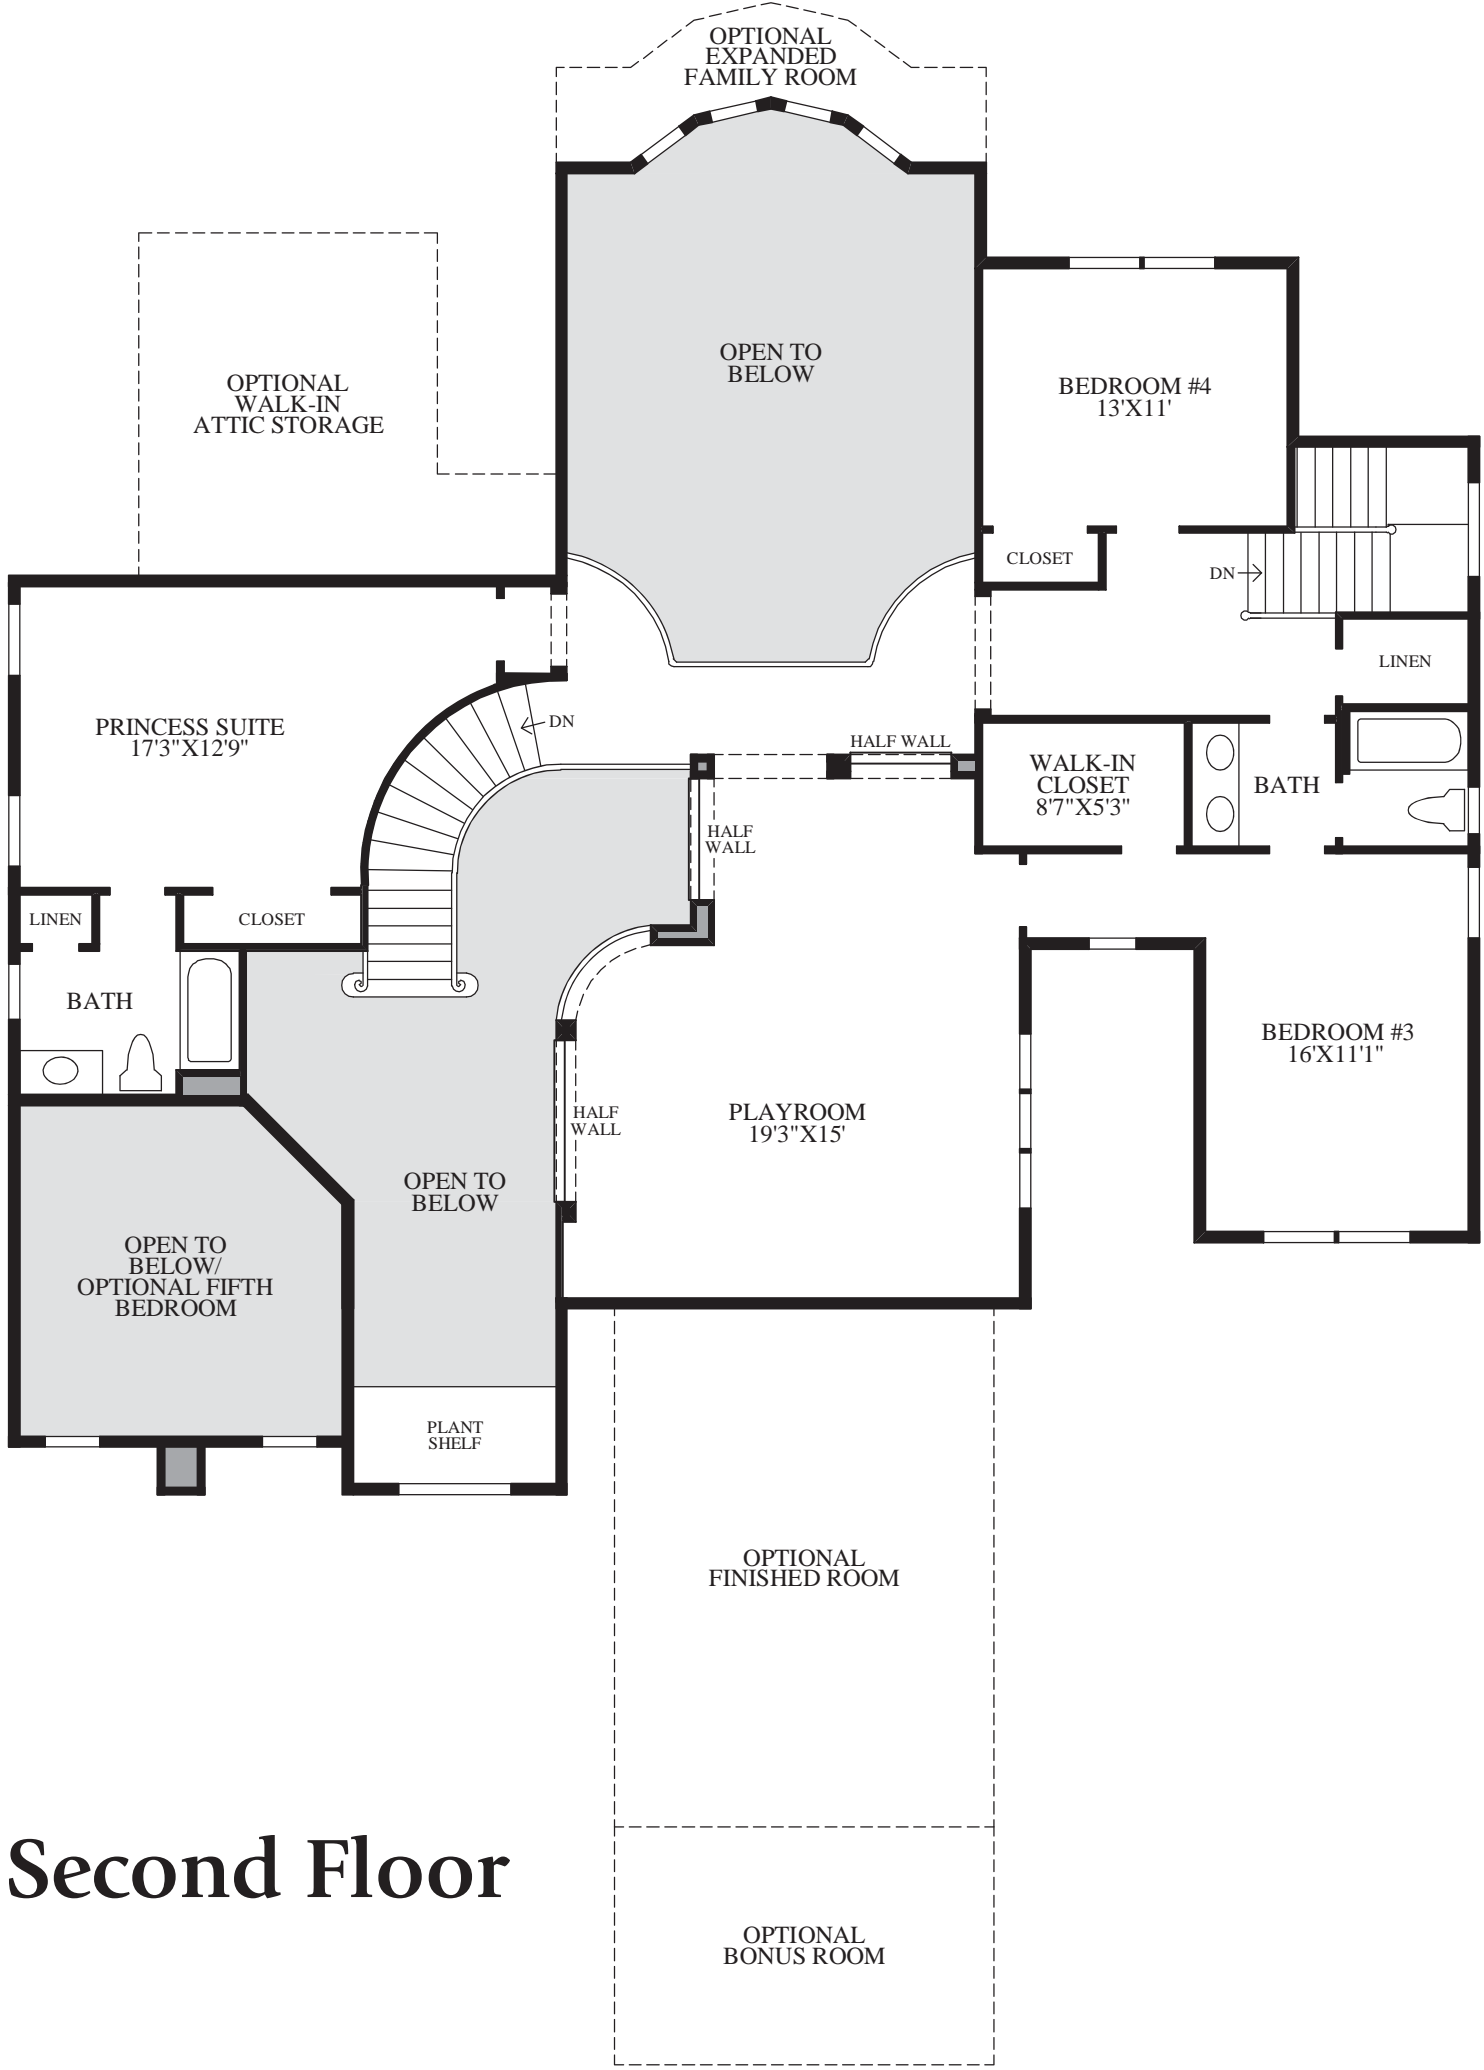 OPTIONAL
EXPANDED
FAMILY ROOM
OPEN TO
BELOW
OPTIONAL
WALK-IN
ATTIC STORAGE
BEDROOM #4
13'X11'
CLOSET
DN
LINEN
PRINCESS SUITE
17'3"X12'9"
DN
HALF WALL
WALK-IN
CLOSET
8'7"X5'3"
BATH
HALF
WALL
LINEN
CLOSET
BATH
BEDROOM #3
16'X11'1"
HALF
WALL
PLAYROOM
19'3"X15'
OPEN TO
BELOW
OPEN TO
BELOW/
OPTIONAL FIFTH
BEDROOM
PLANT
SHELF
OPTIONAL
FINISHED ROOM
Second Floor
OPTIONAL
BONUS ROOM